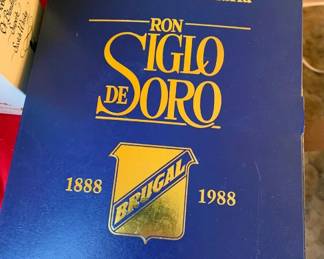 RON
SIGLO
DE ORO
BRUGAL
1888 1988